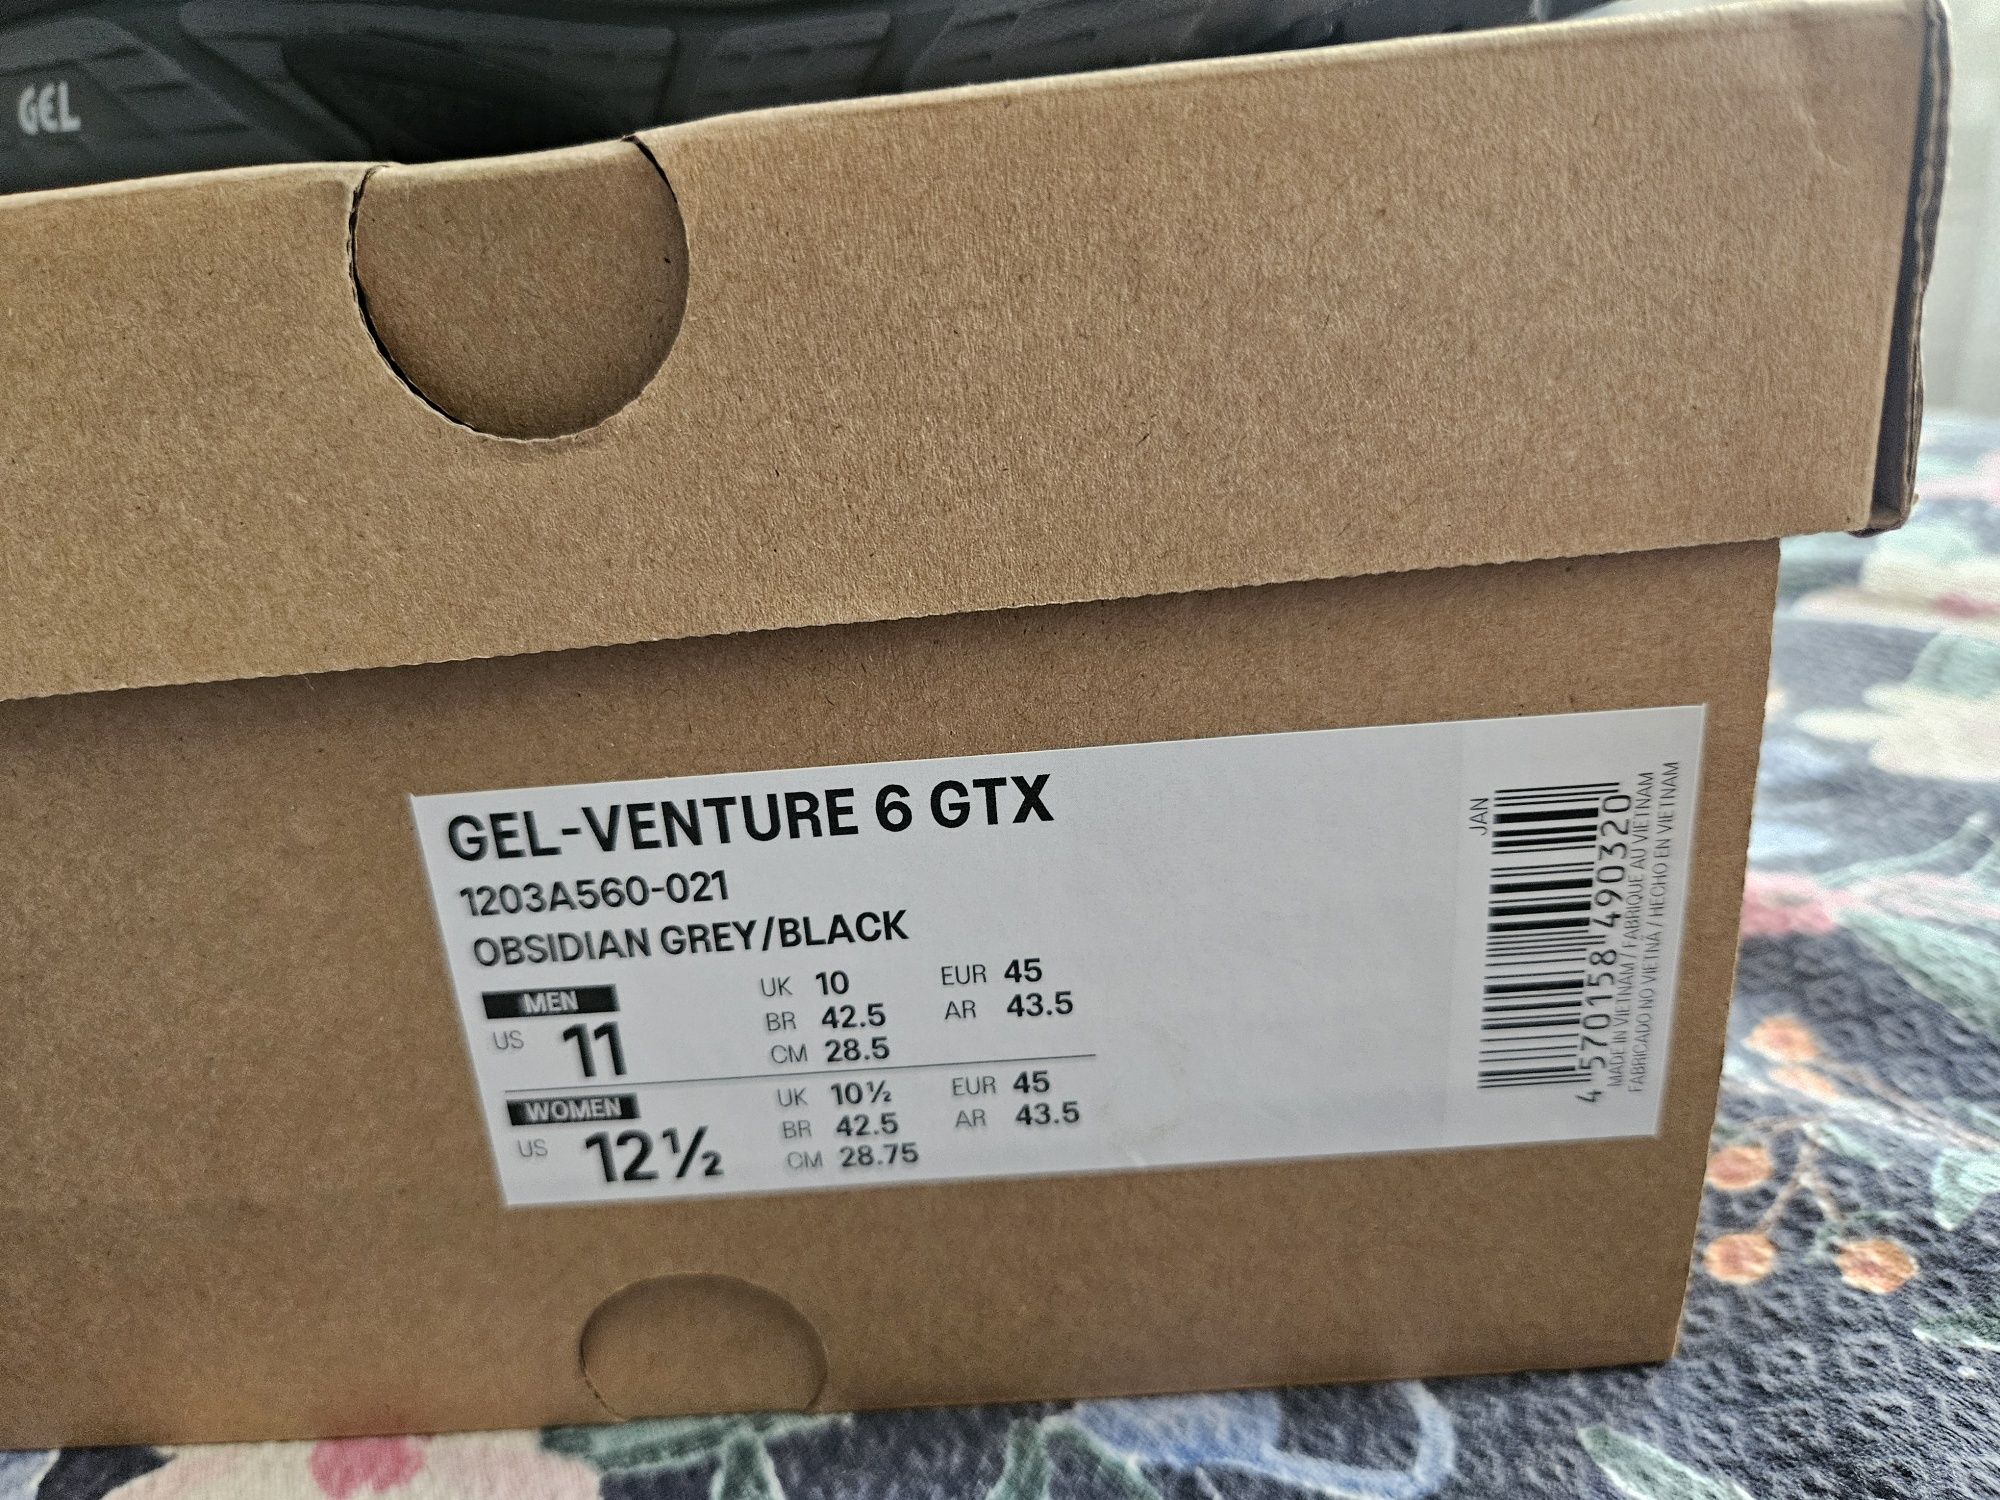 GEL
GEL-VENTURE 6 GTX
1203A560-021
OBSIDIAN GREY/BLACK
MEN
US 11
UK 10 EUR 45
BR 42.5 AR 43.5
CM 28.5
WOMEN
US 12½
UK 10½ EUR 45
BR 42.5 AR 43.5
CM 28.75
JAN
4 570158 490320
MADE IN VIETNAM / FABRIQUE AU VIETNAM
FABRICADO NO VIETNÃ / HECHO EN VIETNAM